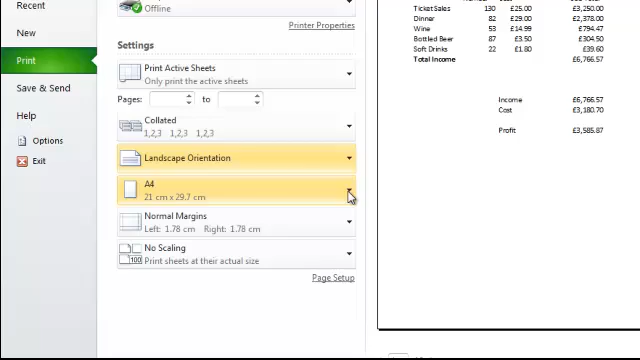 Recent
New
Print
Save & Send
Help
Options
Exit
Offline
Printer Properties
Settings
Print Active Sheets
Only print the active sheets
Pages: to
Collated
1,2,3 1,2,3 1,2,3
Landscape Orientation
A4
21 cm x 29.7 cm
Normal Margins
Left: 1.78 cm Right: 1.78 cm
No Scaling
100
Print sheets at their actual size
Page Setup
Ticket Sales 130 £25.00 £3,250.00
Dinner 82 £29.00 £2,378.00
Wine 53 £14.99 £794.47
Bottled Beer 87 £3.50 £304.50
Soft Drinks 22 £1.80 £39.60
Total Income £6,766.57
Income £6,766.57
Cost £3,180.70
Profit £3,585.87